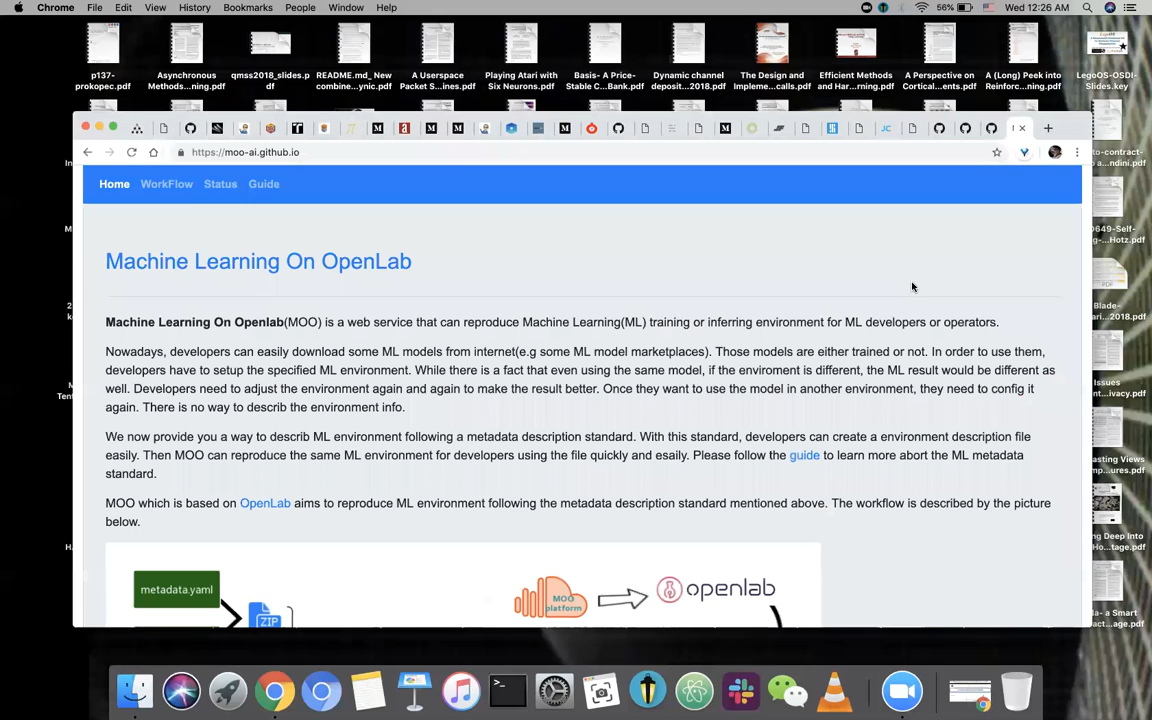 Chrome File Edit View History Bookmarks People Window Help 56% Wed 12:26 AM
p137-prokopec.pdf
Asynchronous Methods...ning.pdf
qmss2018_slides.pdf
README.md_ New combine...ynic.pdf
A Userspace Packet S...ines.pdf
Playing Atari with Six Neurons.pdf
Basis- A Price-Stable C...Bank.pdf
Dynamic channel deposit...2018.pdf
The Design and Impleme...calls.pdf
Efficient Methods and Har...rming.pdf
A Perspective on Cortical...ents.pdf
A (Long) Peek into Reinforc...ning.pdf
LegoOS-OSDI-Slides.key
https://moo-ai.github.io
Home WorkFlow Status Guide
Machine Learning On OpenLab
Machine Learning On Openlab(MOO) is a web service that can reproduce Machine Learning(ML) training or inferring environment for ML developers or operators.
Nowadays, developers can easily download some ML models from internet(e.g some ML model marketplaces). Those models are either trained or not. In order to use them,
developers have to setup the specified ML environment. While there is a fact that even using the same model, if the enviroment is different, the ML result would be different as
well. Developers need to adjust the environment again and again to make the result better. Once they want to use the model in another environment, they need to config it
again. There is no way to describ the environment info.
We now provide you a way to describ ML environment following a metadata description standard. With this standard, developers can create a environment description file
easily. Then MOO can reproduce the same ML environment for developers using the file quickly and esaily. Please follow the guide to learn more abort the ML metadata
standard.
MOO which is based on OpenLab aims to reproduce ML environment following the metadata description standard mentioned above. The workflow is described by the picture
below.
metadata.yaml
ZIP
MOO
platform
openlab